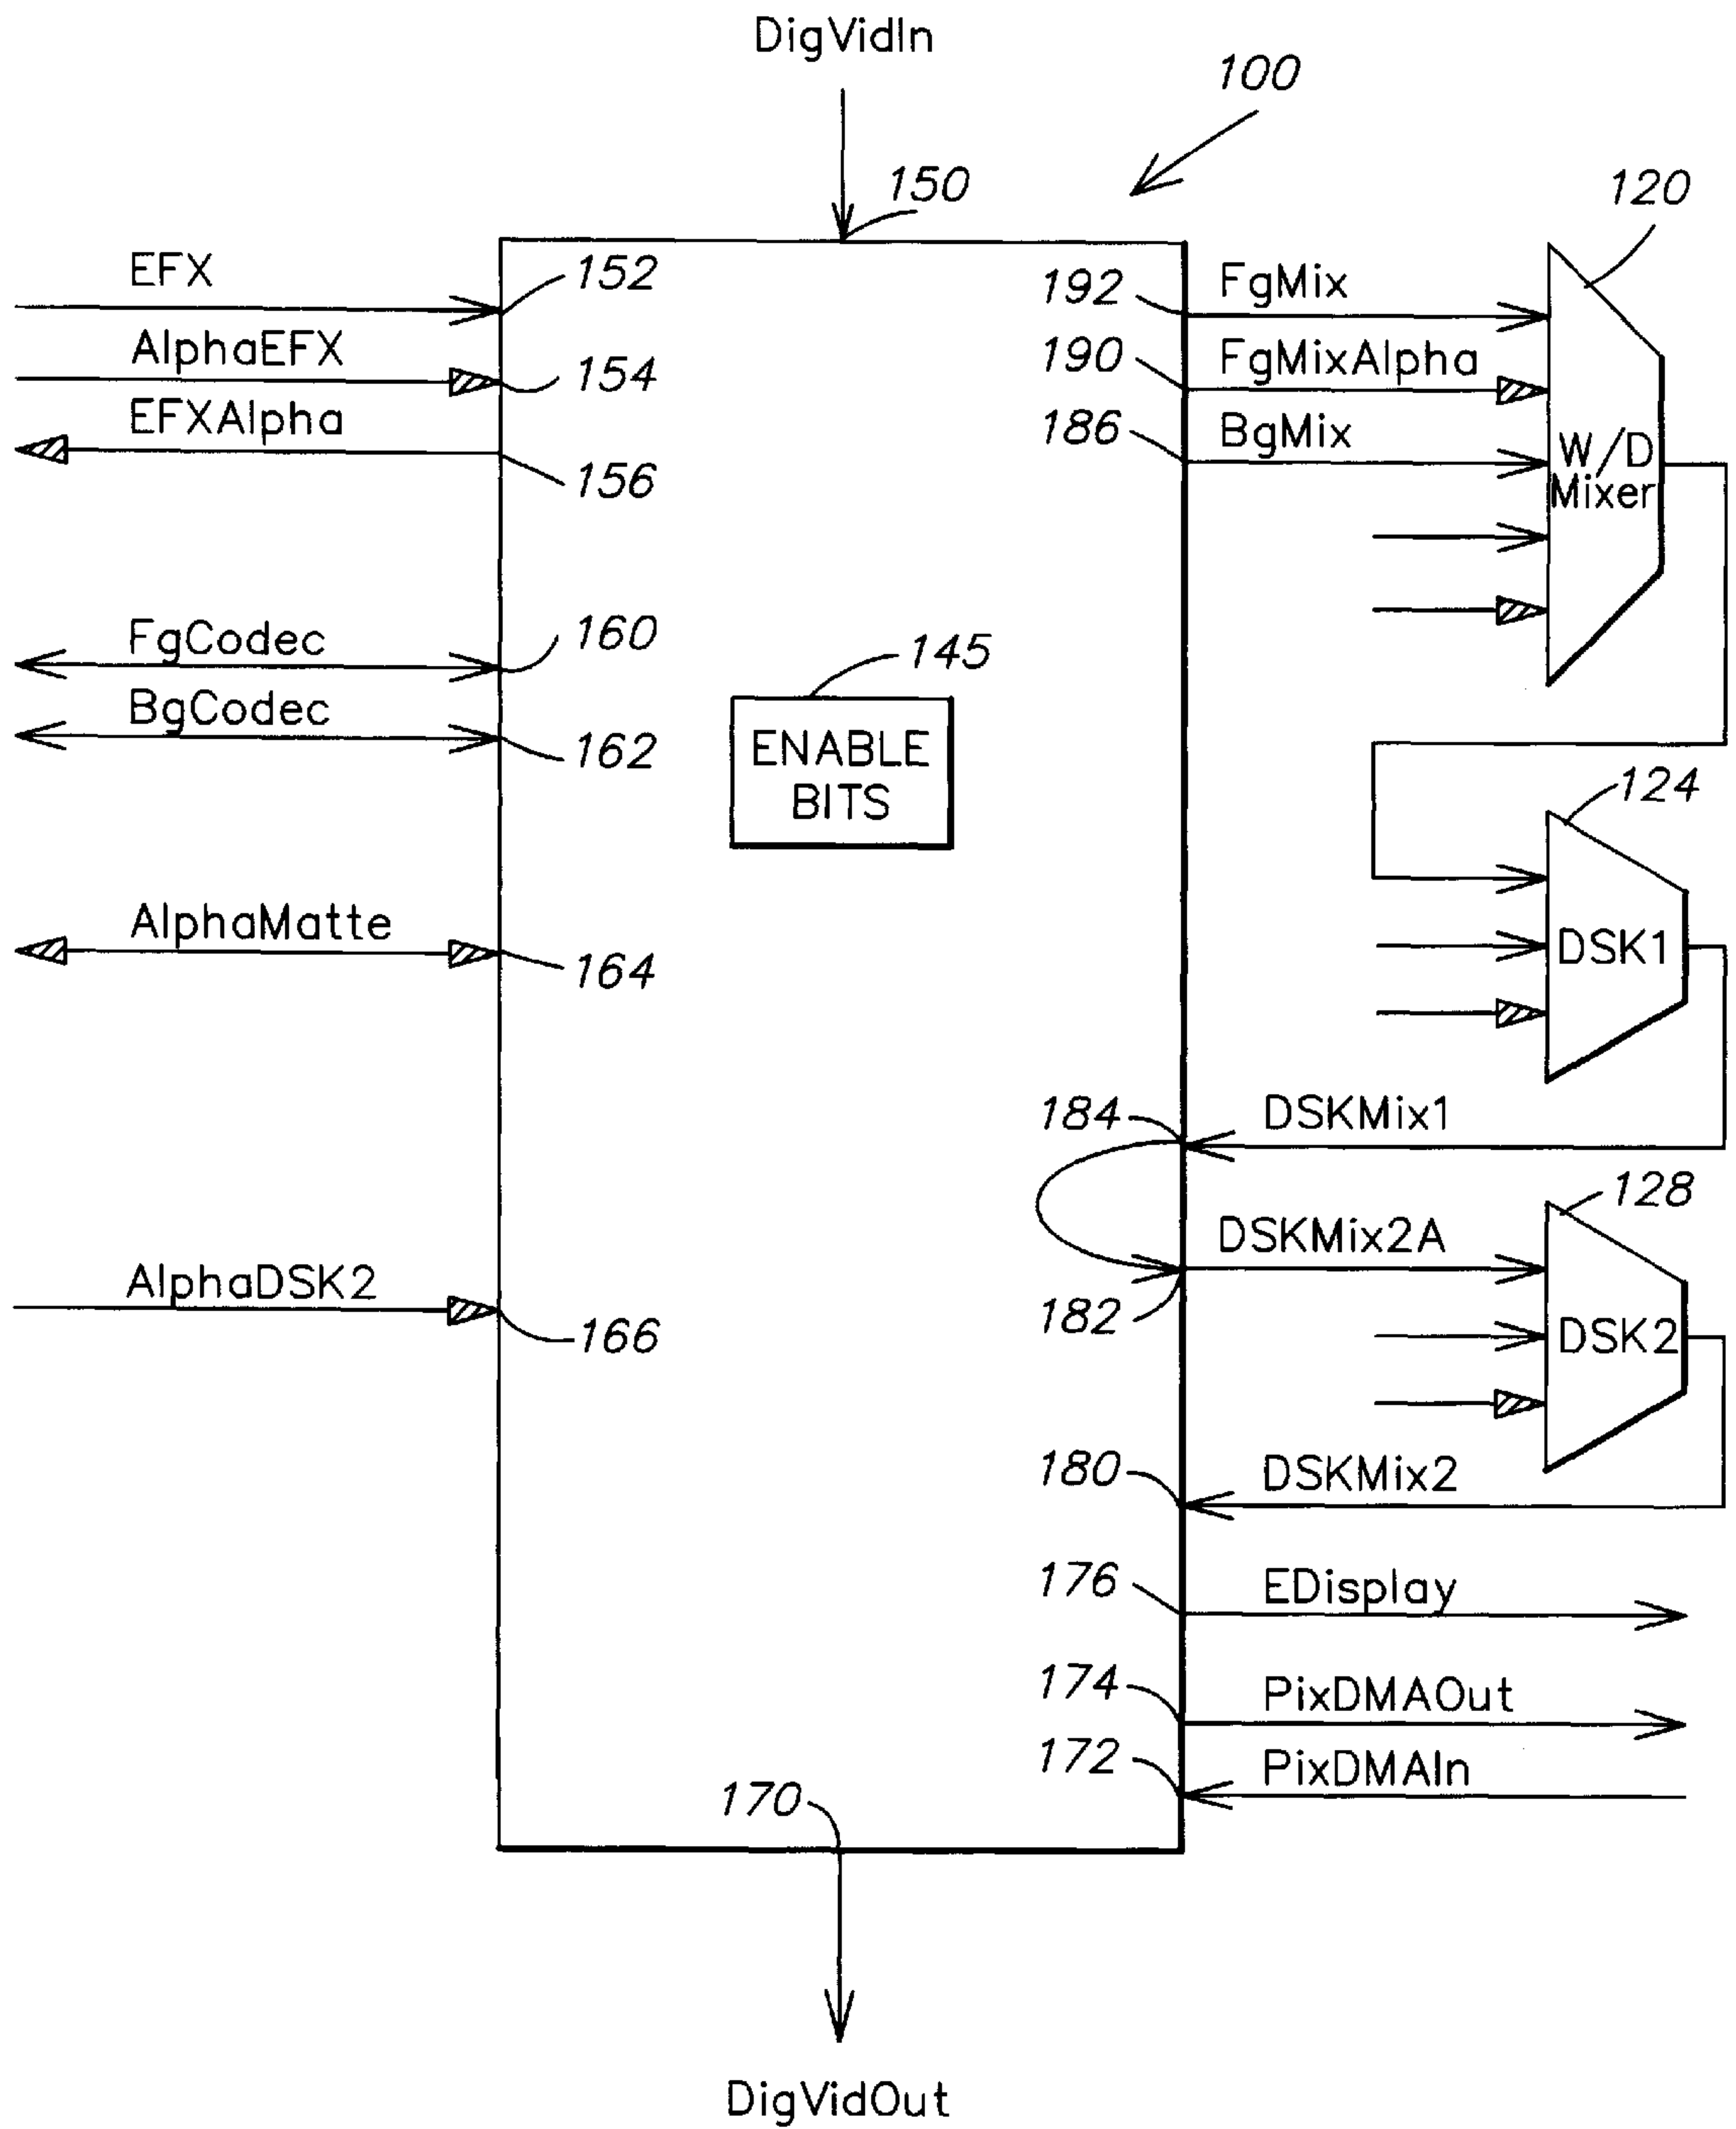 DigVidIn
100
150
120
EFX
152
AlphaEFX
154
EFXAlpha
156
192
FgMix
190
FgMixAlpha
186
BgMix
W/D
Mixer
FgCodec
160
BgCodec
162
145
ENABLE
BITS
124
DSK1
AlphaMatte
164
184
DSKMix1
128
DSKMix2A
182
DSK2
AlphaDSK2
166
180
DSKMix2
176
EDisplay
174
PixDMAOut
172
PixDMAIn
170
DigVidOut